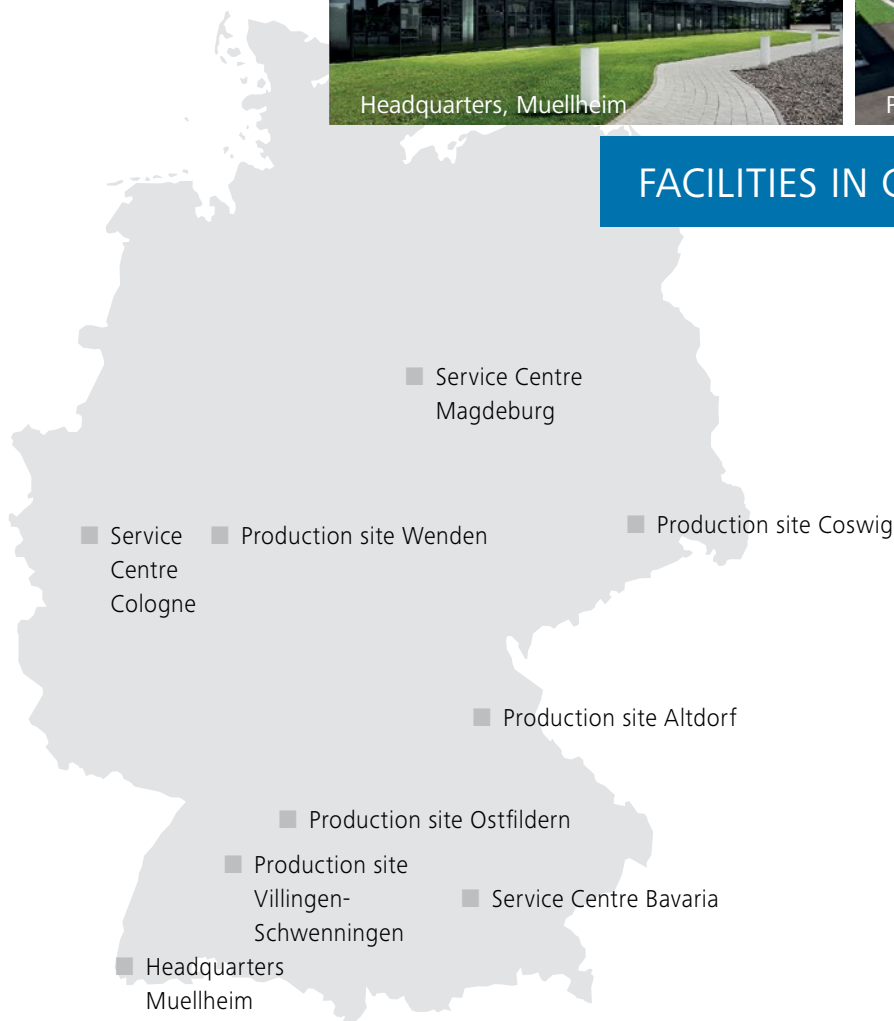 Headquarters, Muellheim
FACILITIES IN
Service Centre
Magdeburg
Service
Centre
Cologne
Production site Wenden
Production site Coswig
Production site Altdorf
Production site Ostfildern
Production site
Villingen-
Schwenningen
Service Centre Bavaria
Headquarters
Muellheim